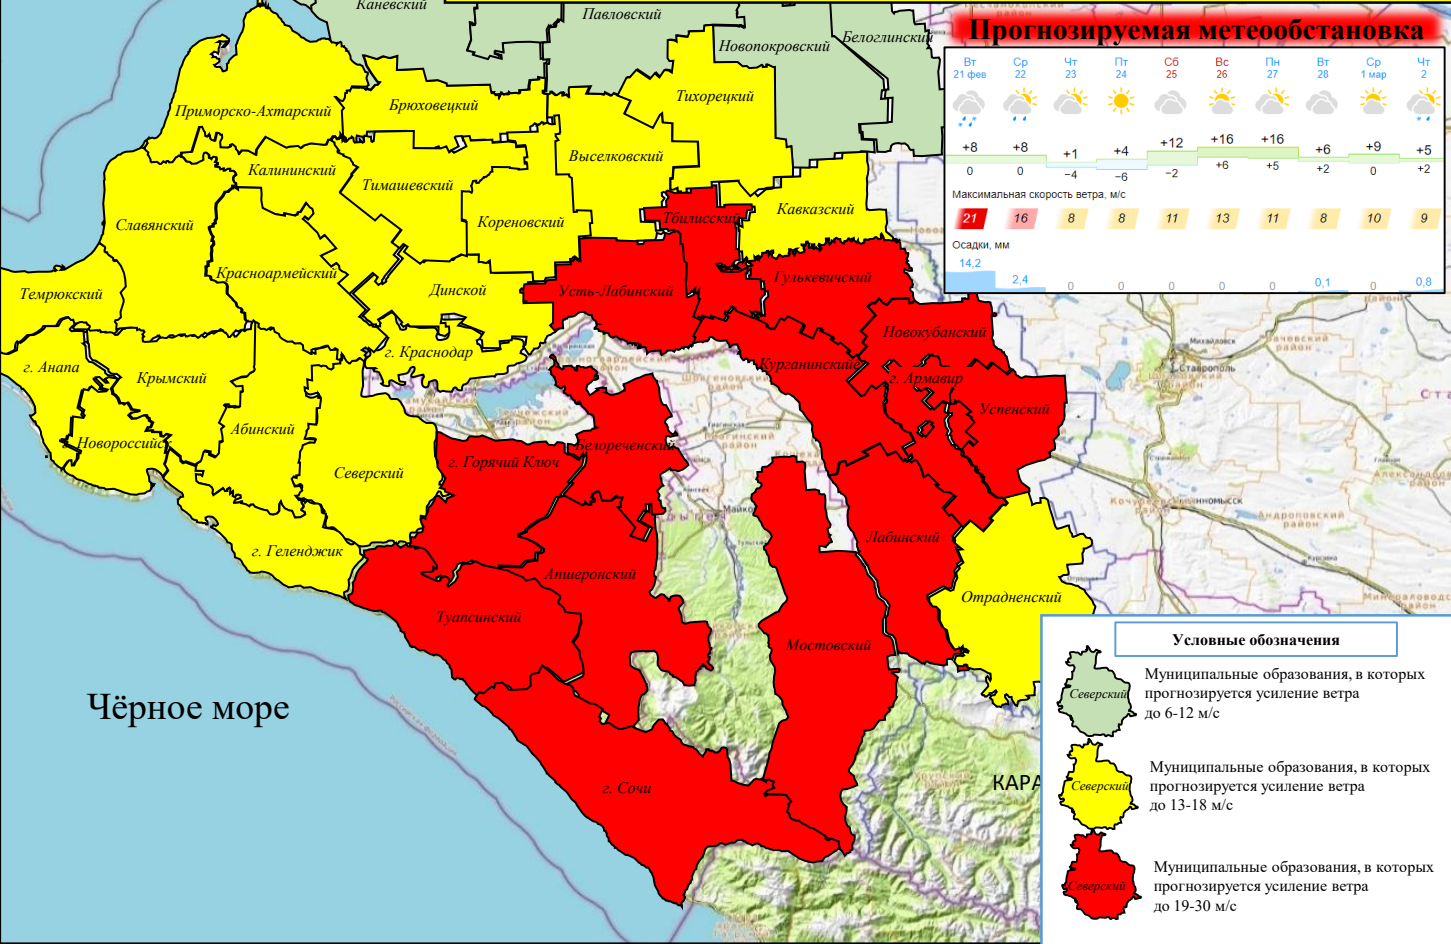 Каневский
Павловский
Новопокровский
Белоглинский
Прогнозируемая метеообстановка
Вт Ср Чт Пт Сб Вс Пн Вт Ср Чт
21 фев 22 23 24 25 26 27 28 1 мар 2
+8 +8 +1 +4 +12 +16 +16 +6 +9 +5
0 0 −4 −6 −2 +6 +5 +2 0 +2
Максимальная скорость ветра, м/с
21 16 8 8 11 13 11 8 10 9
Осадки, мм
14,2 2,4 0 0 0 0 0 0,1 0 0,8
Приморско-Ахтарский
Брюховецкий
Тихорецкий
Калининский
Тимашевский
Выселковский
Славянский
Кореновский
Тбилисский
Кавказский
Красноармейский
Темрюкский
Динской
Усть-Лабинский
Гулькевичский
Новокубанский
г. Анапа
Крымский
г. Краснодар
Курганинский
г. Армавир
Успенский
Ставрополь
Михайловск
Новороссийск
Абинский
Северский
г. Горячий Ключ
Белореченский
г. Геленджик
Апшеронский
Лабинский
Отрадненский
Туапсинский
Мостовский
Чёрное море
г. Сочи
КАРА
Андроповский
район
Условные обозначения
Северский
Муниципальные образования, в которых
прогнозируется усиление ветра
до 6-12 м/с
Северский
Муниципальные образования, в которых
прогнозируется усиление ветра
до 13-18 м/с
Северский
Муниципальные образования, в которых
прогнозируется усиление ветра
до 19-30 м/с